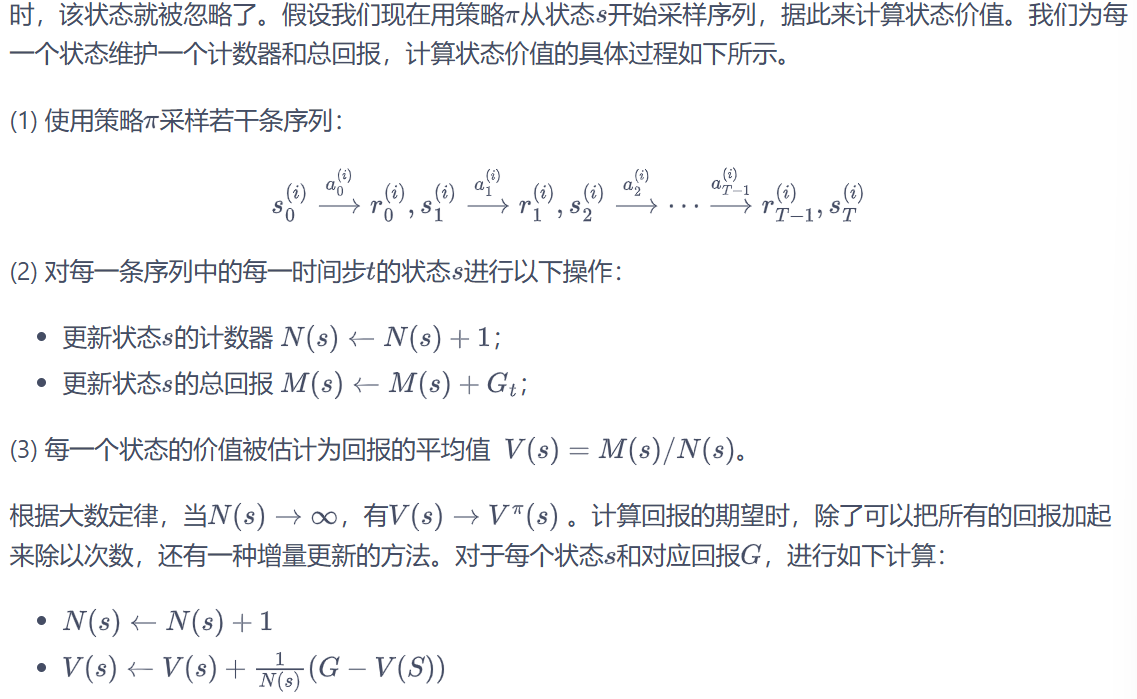 时，该状态就被忽略了。假设我们现在用策略π从状态s开始采样序列，据此来计算状态价值。我们为每
一个状态维护一个计数器和总回报，计算状态价值的具体过程如下所示。
(1) 使用策略π采样若干条序列：
$s_0^{(i)} \xrightarrow{a_0^{(i)}} r_0^{(i)}, s_1^{(i)} \xrightarrow{a_1^{(i)}} r_1^{(i)}, s_2^{(i)} \xrightarrow{a_2^{(i)}} \cdots \xrightarrow{a_{T-1}^{(i)}} r_{T-1}^{(i)}, s_T^{(i)}$
(2) 对每一条序列中的每一时间步t的状态s进行以下操作：
• 更新状态s的计数器 $N(s) \leftarrow N(s) + 1$；
• 更新状态s的总回报 $M(s) \leftarrow M(s) + G_t$；
(3) 每一个状态的价值被估计为回报的平均值 $V(s) = M(s)/N(s)$。
根据大数定律，当$N(s) \to \infty$，有$V(s) \to V^{\pi}(s)$ 。计算回报的期望时，除了可以把所有的回报加起
来除以次数，还有一种增量更新的方法。对于每个状态s和对应回报G，进行如下计算：
• $N(s) \leftarrow N(s) + 1$
• $V(s) \leftarrow V(s) + \frac{1}{N(s)}(G - V(S))$